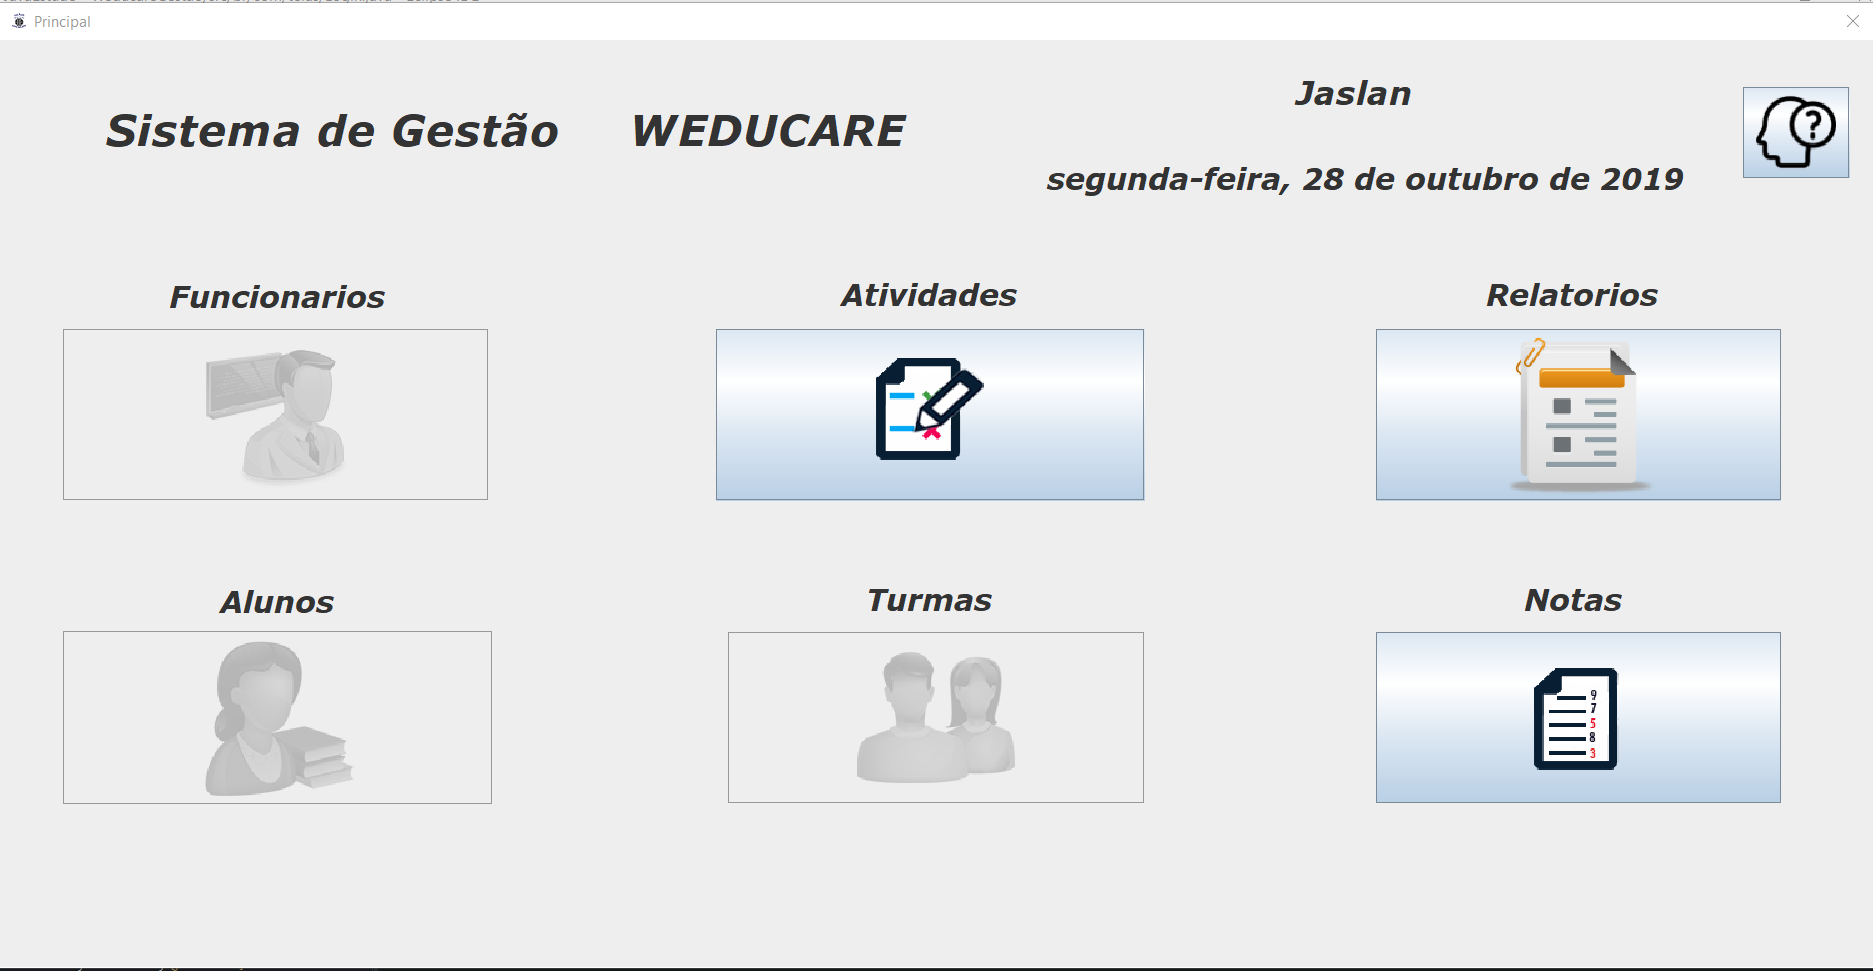 Principal
Jaslan
Sistema de Gestão WEDUCARE
segunda-feira, 28 de outubro de 2019
?
Funcionarios
Atividades
Relatorios
Alunos
Turmas
Notas
9
7
5
8
3